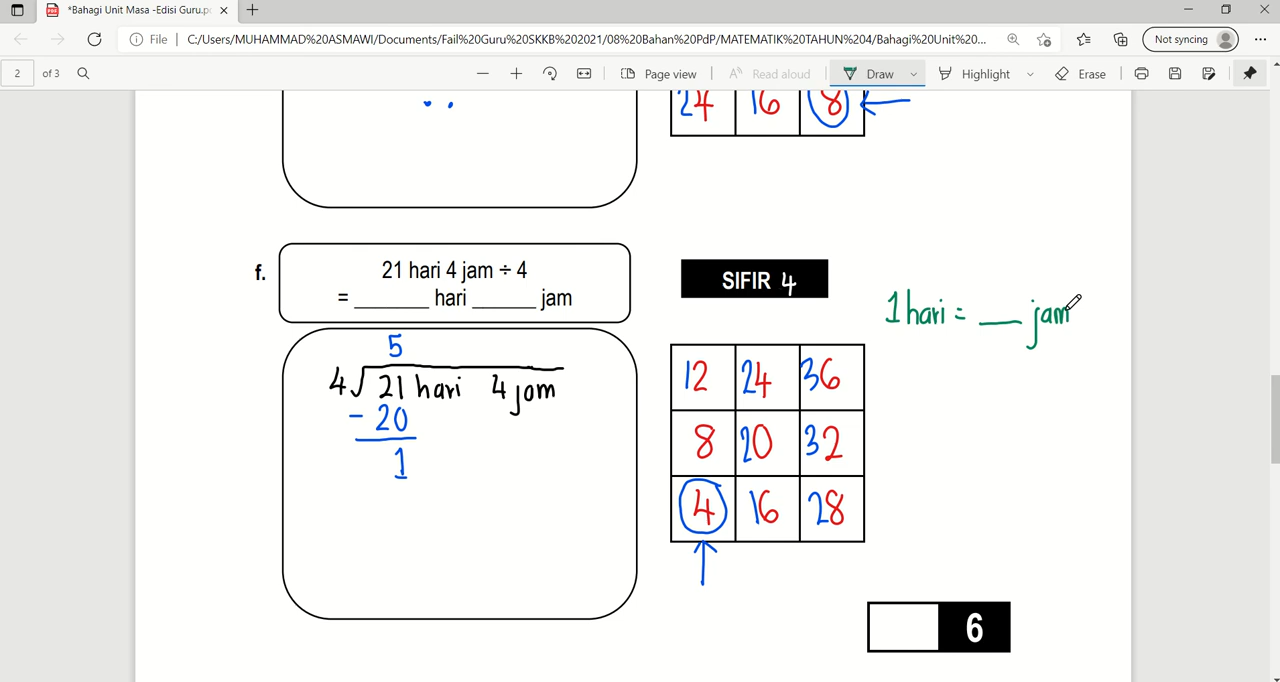 *Bahagi Unit Masa -Edisi Guru.p
File C:/Users/MUHAMMAD%20ASMAWI/Documents/Fail%20Guru%20SKKB%202021/08%20Bahan%20PdP/MATEMATIK%20TAHUN%204/Bahagi%20Unit%20... Not syncing
2 of 3 Page view Read aloud Draw Highlight Erase
24 16 8
f. 21 hari 4 jam ÷ 4
= _______ hari ______ jam
SIFIR 4
1 hari = __ jam
5
4 21 hari 4 jam
- 20
1
12 24 36
8 20 32
4 16 28
6